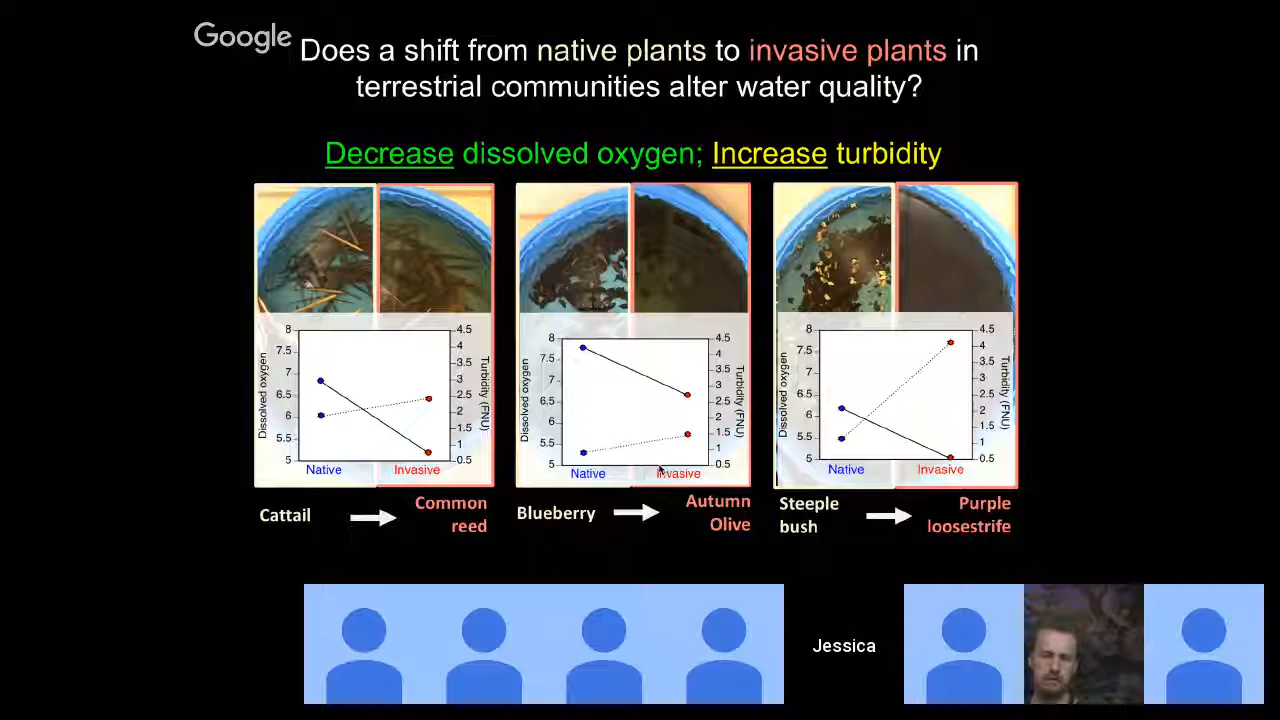 Google
Does a shift from native plants to invasive plants in
terrestrial communities alter water quality?
Decrease dissolved oxygen; Increase turbidity
8
7.5
7
6.5
6
5.5
5
Dissolved oxygen
4.5
4
3.5
3
2.5
2
1.5
1
0.5
Turbidity (FNU)
Native
Invasive
8
7.5
7
6.5
6
5.5
5
Dissolved oxygen
4.5
4
3.5
3
2.5
2
1.5
1
0.5
Turbidity (FNU)
Native
Invasive
8
7.5
7
6.5
6
5.5
5
Dissolved oxygen
4.5
4
3.5
3
2.5
2
1.5
1
0.5
Turbidity (FNU)
Native
Invasive
Cattail
Common
reed
Blueberry
Autumn
Olive
Steeple
bush
Purple
loosestrife
Jessica